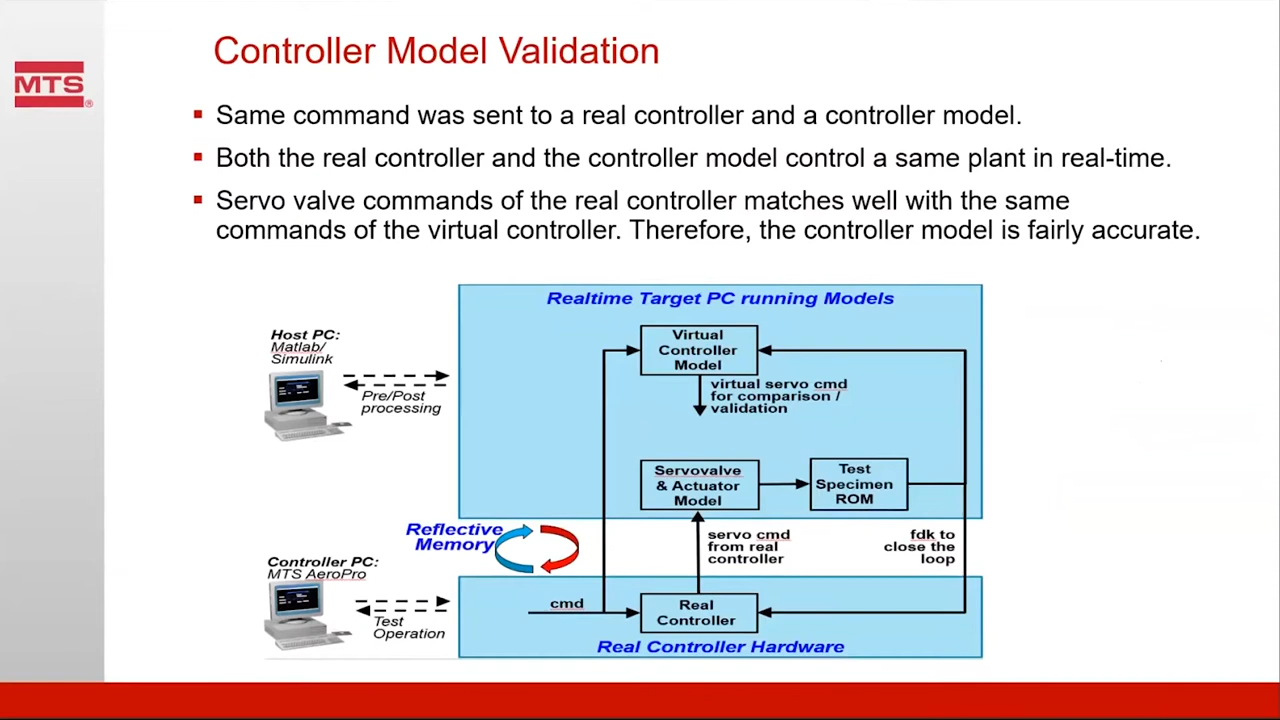 Controller Model Validation
MTS
®
Same command was sent to a real controller and a controller model.
Both the real controller and the controller model control a same plant in real-time.
Servo valve commands of the real controller matches well with the same
commands of the virtual controller. Therefore, the controller model is fairly accurate.
Realtime Target PC running Models
Host PC:
Matlab/
Simulink
Pre/Post
processing
Virtual
Controller
Model
virtual servo cmd
for comparison /
validation
Servovalve
& Actuator
Model
Test
Specimen
ROM
Reflective
Memory
servo cmd
from real
controller
fdk to
close the
loop
Controller PC:
MTS AeroPro
Test
Operation
cmd
Real
Controller
Real Controller Hardware